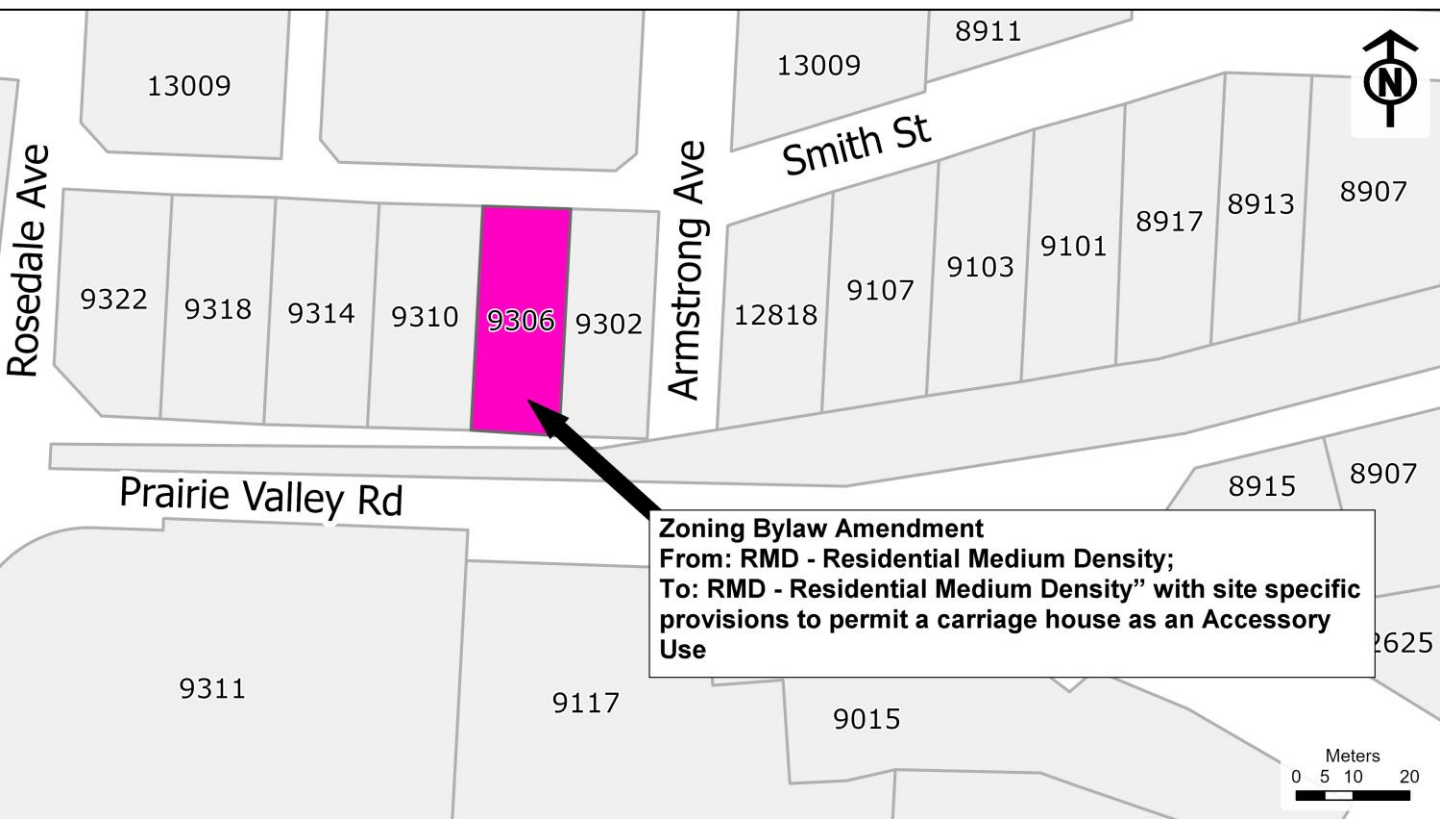 8911
13009
13009
N
Smith St
Rosedale Ave
Armstrong Ave
9322
9318
9314
9310
9306
9302
12818
9107
9103
9101
8917
8913
8907
Prairie Valley Rd
8915
8907
Zoning Bylaw Amendment
From: RMD - Residential Medium Density;
To: RMD - Residential Medium Density” with site specific
provisions to permit a carriage house as an Accessory
Use
2625
9311
9117
9015
Meters
0 5 10 20